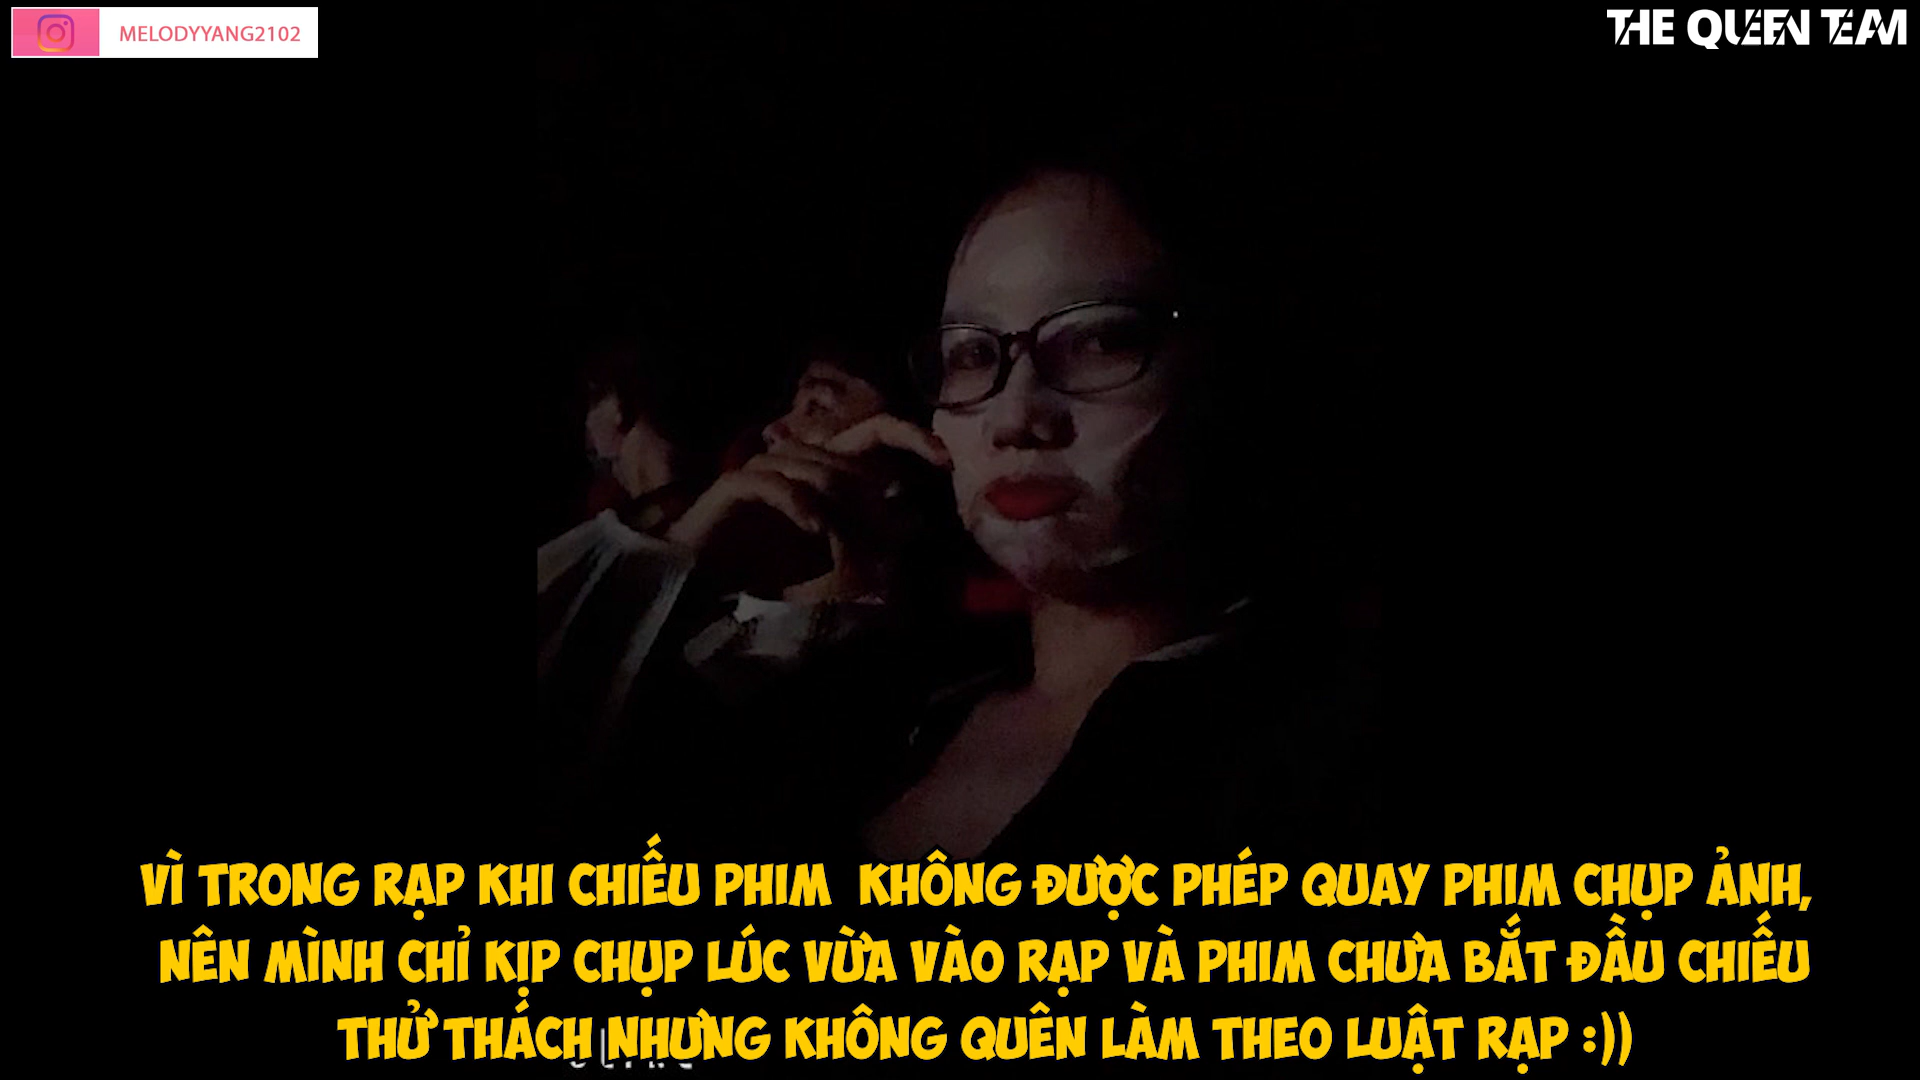 MELODYYANG2102
THE QUEEN TEAM
VÌ TRONG RẠP KHI CHIẾU PHIM KHÔNG ĐƯỢC PHÉP QUAY PHIM CHỤP ẢNH,
NÊN MÌNH CHỈ KỊP CHỤP LÚC VỪA VÀO RẠP VÀ PHIM CHƯA BẮT ĐẦU CHIẾU
THỬ THÁCH NHƯNG KHÔNG QUÊN LÀM THEO LUẬT RẠP :))